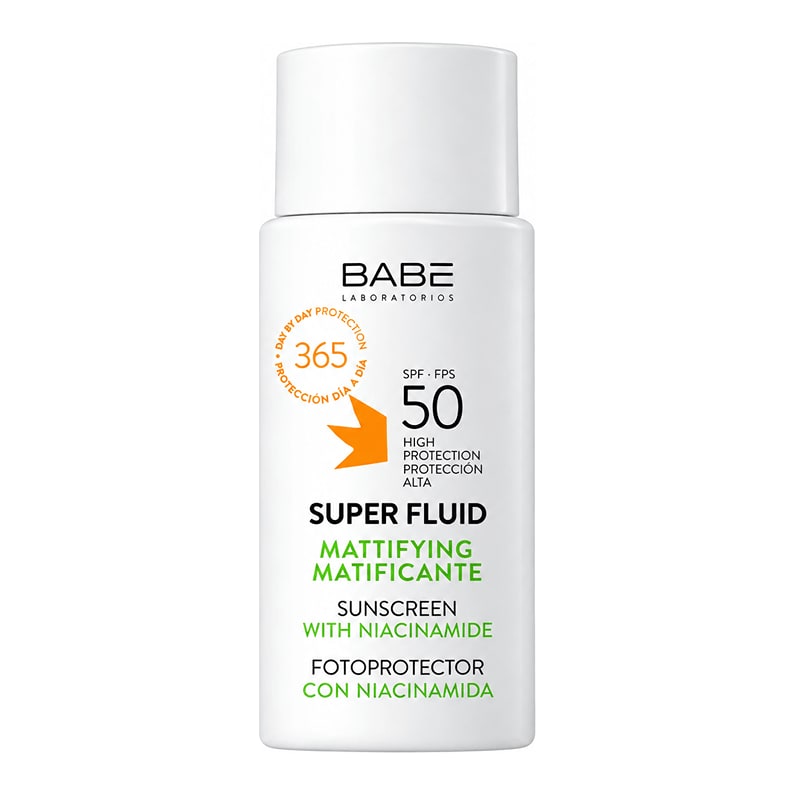 BABE
LABORATORIOS
• DAY BY DAY PROTECTION
• PROTECCIÓN DÍA A DÍA
365
SPF · FPS
50
HIGH
PROTECTION
PROTECCIÓN
ALTA
SUPER FLUID
MATTIFYING
MATIFICANTE
SUNSCREEN
WITH NIACINAMIDE
FOTOPROTECTOR
CON NIACINAMIDA